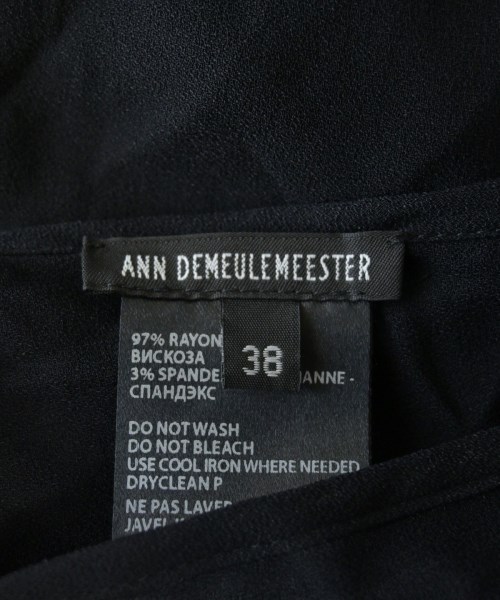 ANN DEMEULEMEESTER
38
97% RAYON
ВИСКОЗА
3% SPANDE
СПАНДЭКС
DO NOT WASH
DO NOT BLEACH
USE COOL IRON WHERE NEEDED
DRYCLEAN P
NE PAS LAVER